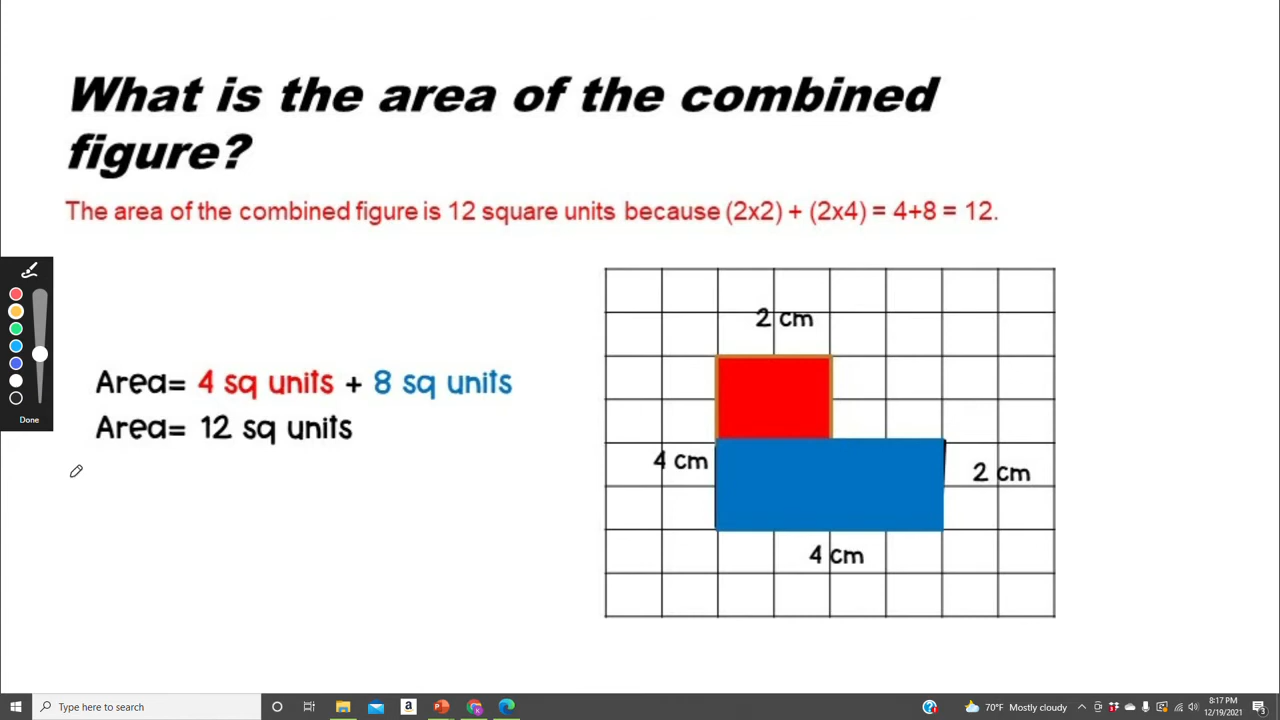 What is the area of the combined
figure?
The area of the combined figure is 12 square units because (2x2) + (2x4) = 4+8 = 12.
2 cm
Area= 4 sq units + 8 sq units
Area= 12 sq units
4 cm
2 cm
4 cm
Done
Type here to search
a
70°F Mostly cloudy
8:17 PM
12/19/2021